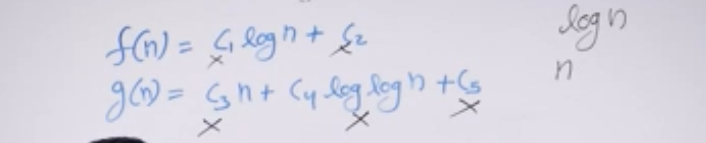 f(n) = C₁ log n + C₂
log n
g(n) = C₃ n + C₄ log log n + C₅
n